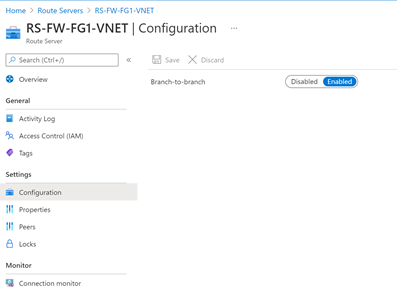 Home > Route Servers > RS-FW-FG1-VNET
RS-FW-FG1-VNET | Configuration ...
Route Server
Search (Ctrl+/) «
Save Discard
Overview
Branch-to-branch Disabled Enabled
General
Activity Log
Access Control (IAM)
Tags
Settings
Configuration
Properties
Peers
Locks
Monitor
Connection monitor